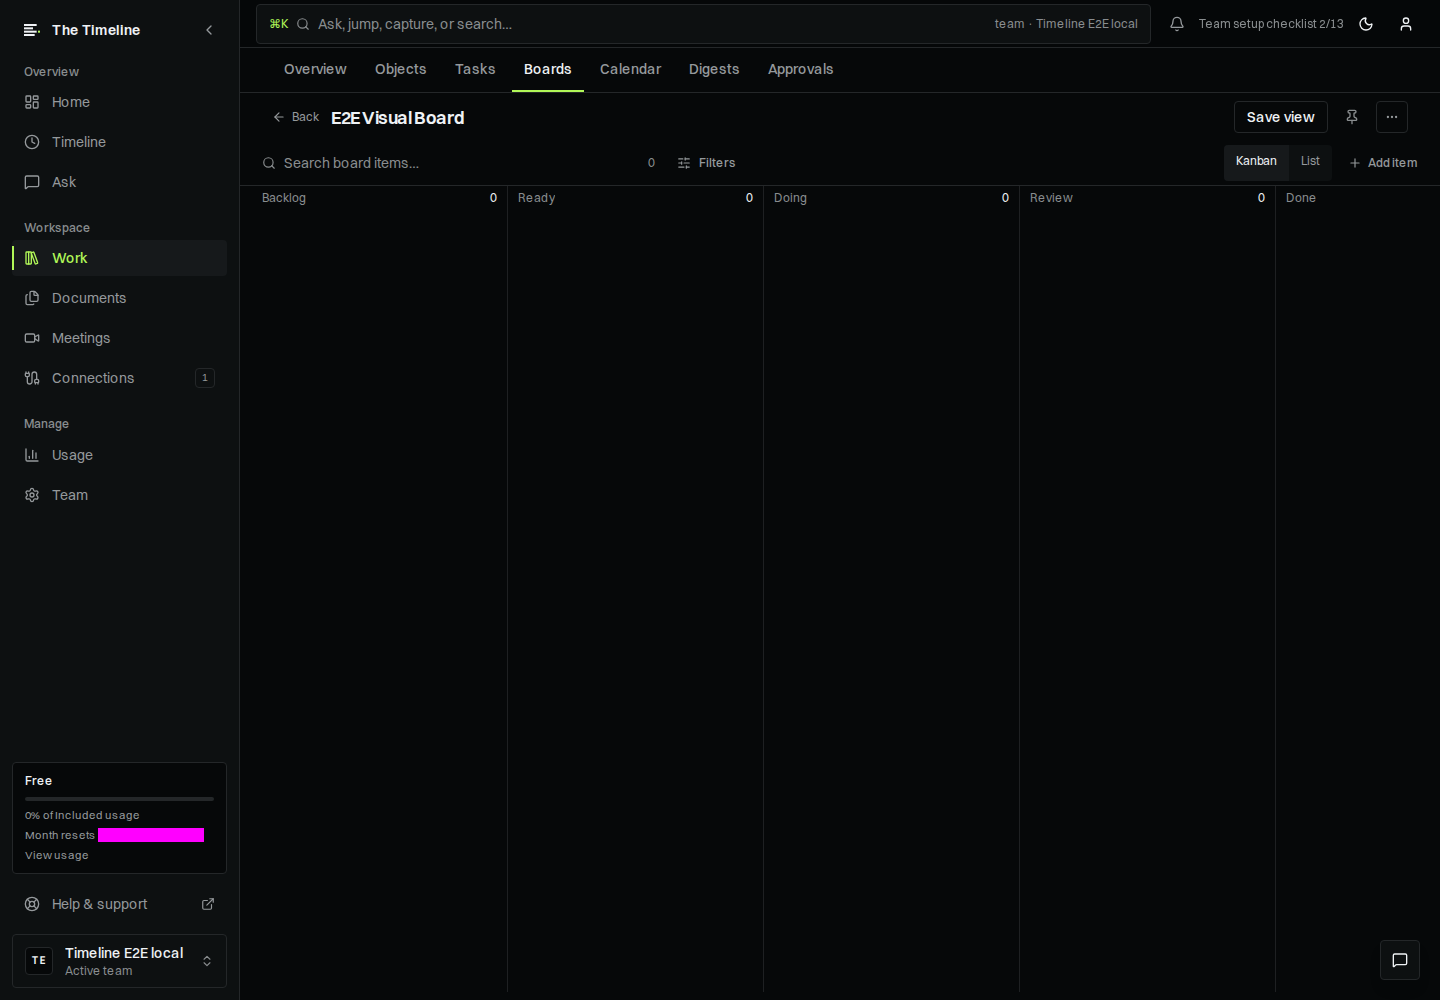 The Timeline
Overview
Home
Timeline
Ask
Workspace
Work
Documents
Meetings
Connections 1
Manage
Usage
Team
Free
0% of included usage
Month resets
View usage
Help & support
TE
Timeline E2E local
Active team
⌘K Ask, jump, capture, or search... team · Timeline E2E local
Team setup checklist 2/13
Overview Objects Tasks Boards Calendar Digests Approvals
Back E2E Visual Board Save view
Search board items... 0 Filters Kanban List Add item
Backlog 0 Ready 0 Doing 0 Review 0 Done